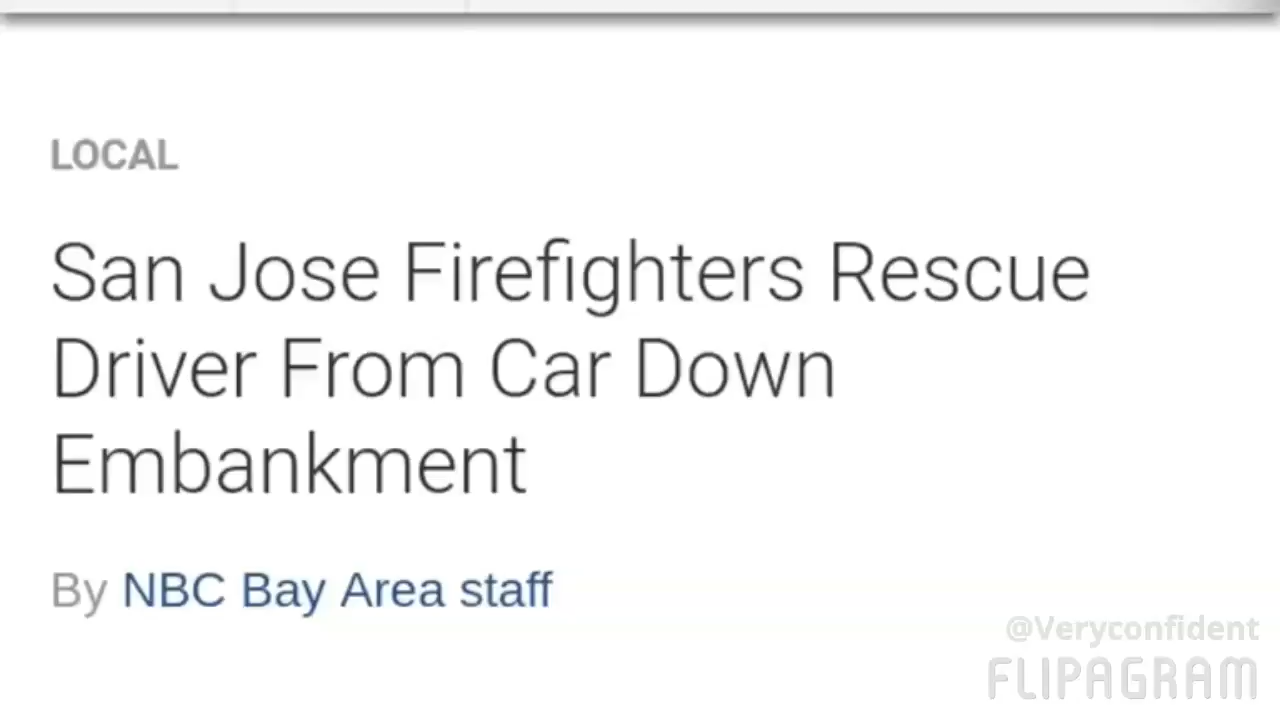 LOCAL
San Jose Firefighters Rescue
Driver From Car Down
Embankment
By NBC Bay Area staff
@Veryconfident
FLIPAGRAM